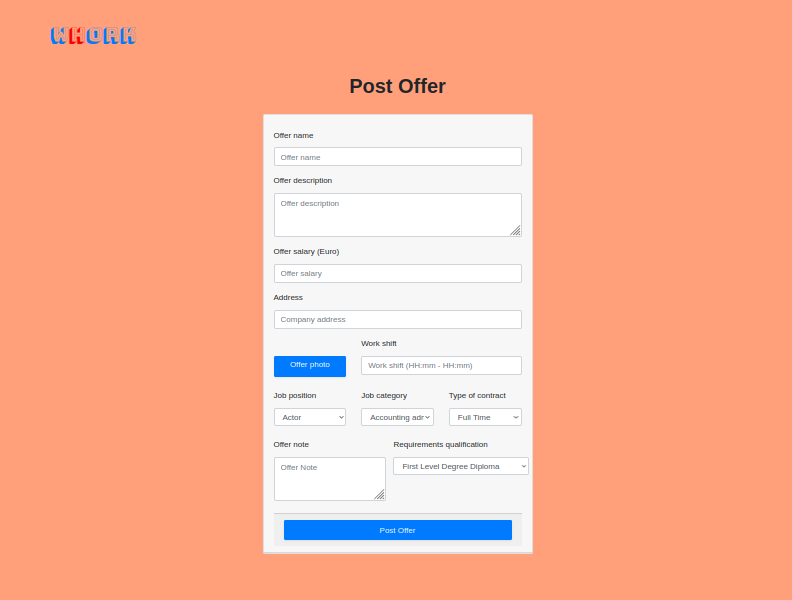 WHORK
Post Offer
Offer name
Offer name
Offer description
Offer description
Offer salary (Euro)
Offer salary
Address
Company address
Work shift
Offer photo
Work shift (HH:mm - HH:mm)
Job position
Job category
Type of contract
Actor
Accounting adr
Full Time
Offer note
Requirements qualification
Offer Note
First Level Degree Diploma
Post Offer